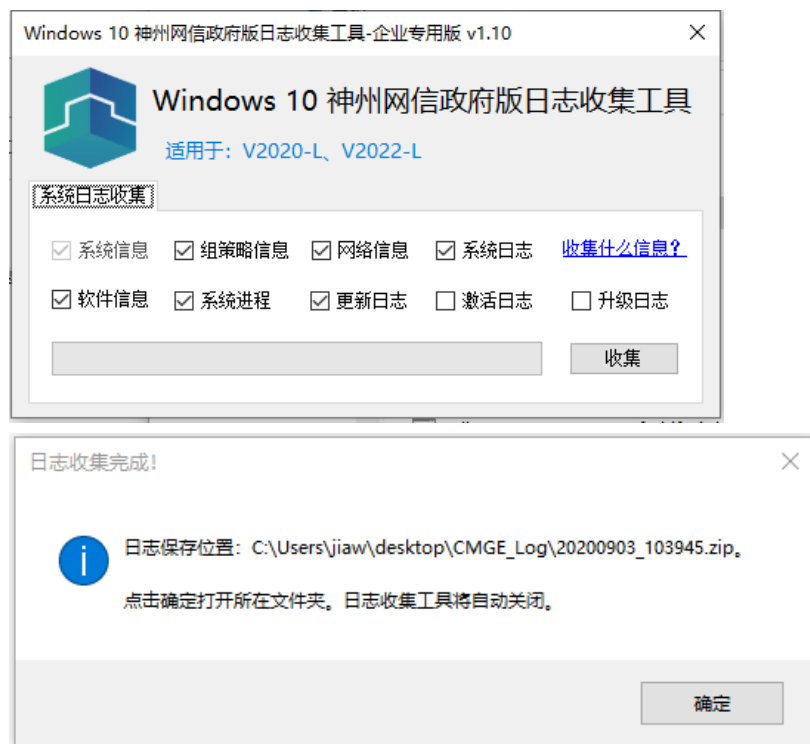 Windows 10 神州网信政府版日志收集工具-企业专用版 v1.10
Windows 10 神州网信政府版日志收集工具
适用于：V2020-L、V2022-L
系统日志收集
系统信息 组策略信息 网络信息 系统日志 收集什么信息？
软件信息 系统进程 更新日志 激活日志 升级日志
收集
日志收集完成！
日志保存位置：C:\Users\jiaw\desktop\CMGE_Log\20200903_103945.zip。
点击确定打开所在文件夹。日志收集工具将自动关闭。
确定